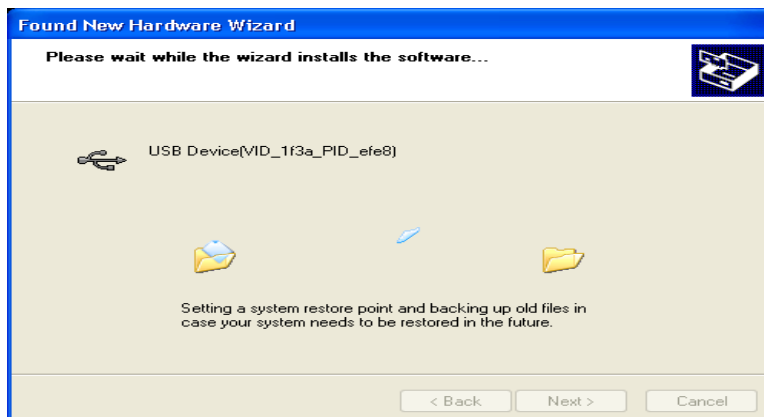 Found New Hardware Wizard
Please wait while the wizard installs the software...
USB Device(VID_1f3a_PID_efe8)
Setting a system restore point and backing up old files in
case your system needs to be restored in the future.
< Back
Next >
Cancel